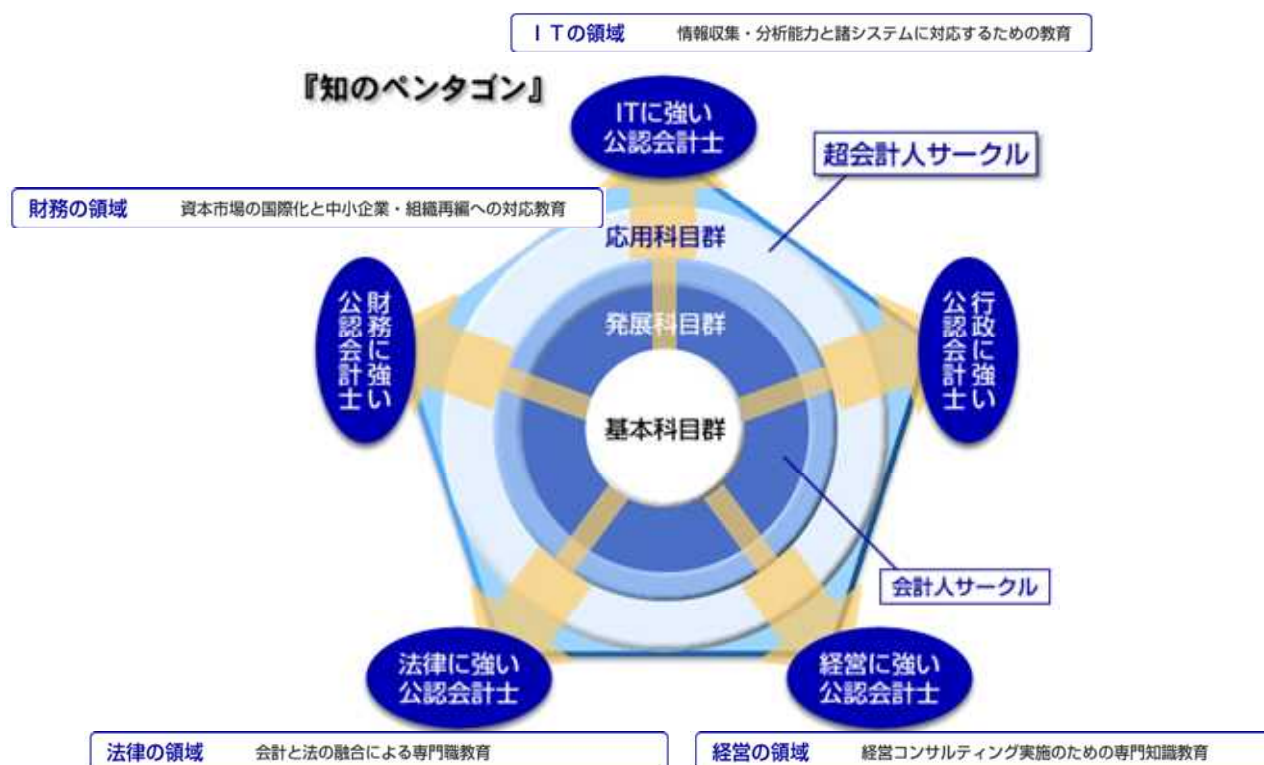 ＩＴの領域 情報収集・分析能力と諸システムに対応するための教育
『知のペンタゴン』
ITに強い
公認会計士
超会計人サークル
財務の領域 資本市場の国際化と中小企業・組織再編への対応教育
応用科目群
財務に強い
公認会計士
発展科目群
行政に強い
公認会計士
基本科目群
会計人サークル
法律に強い
公認会計士
経営に強い
公認会計士
法律の領域 会計と法の融合による専門職教育
経営の領域 経営コンサルティング実施のための専門知識教育